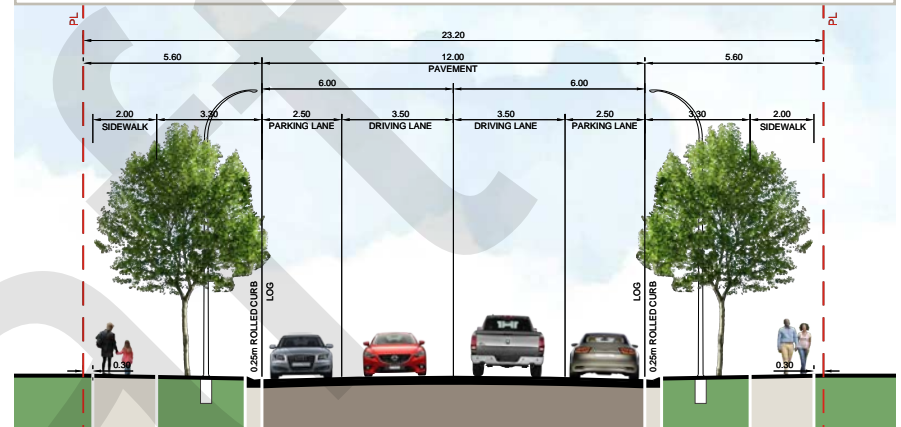 PL
PL
23.20
5.60
12.00
5.60
PAVEMENT
6.00
6.00
2.00
3.30
2.50
3.50
3.50
2.50
3.30
2.00
SIDEWALK
PARKING LANE
DRIVING LANE
DRIVING LANE
PARKING LANE
SIDEWALK
0.25m ROLLED CURB
LOG
LOG
0.25m ROLLED CURB
0.30
0.30